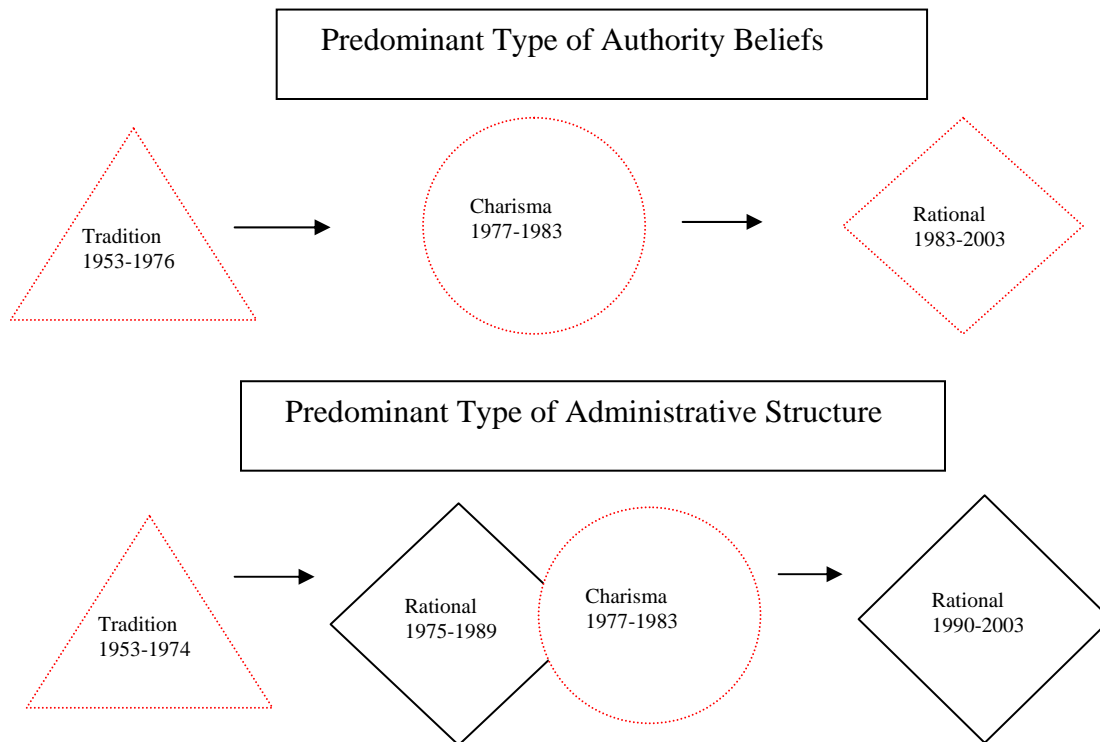 Predominant Type of Authority Beliefs
Tradition
1953-1976
Charisma
1977-1983
Rational
1983-2003
Predominant Type of Administrative Structure
Tradition
1953-1974
Rational
1975-1989
Charisma
1977-1983
Rational
1990-2003